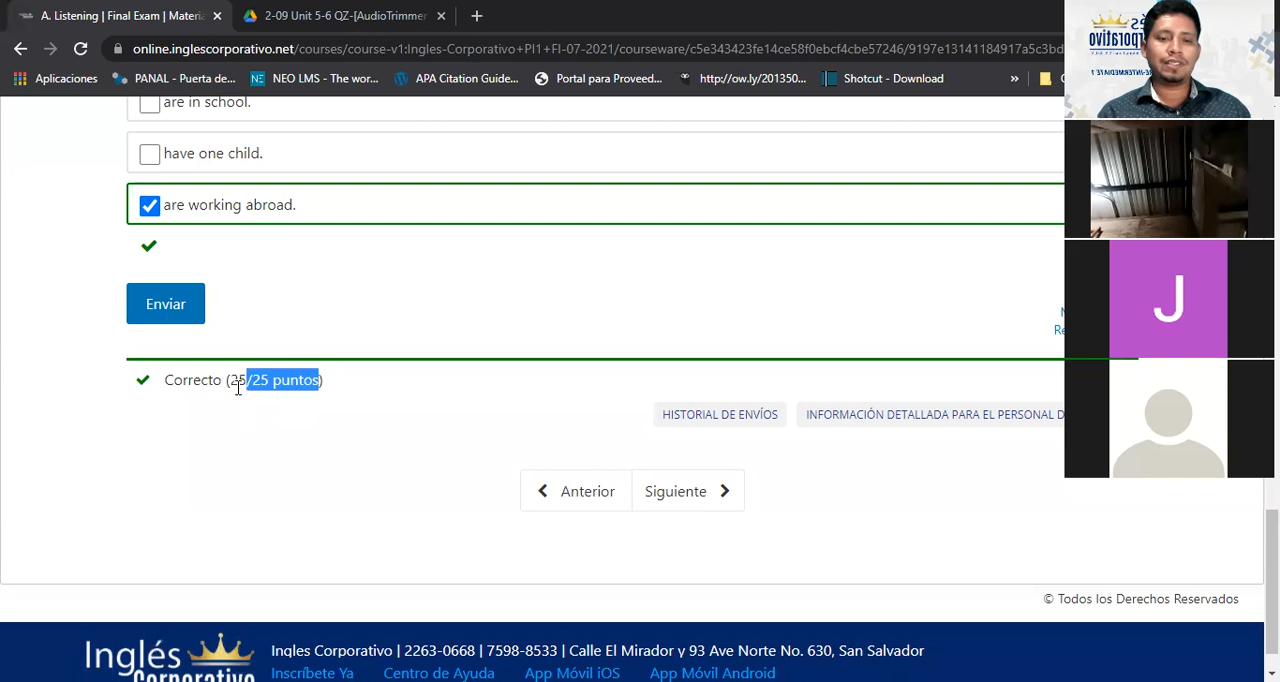 A. Listening | Final Exam | Materia
2-09 Unit 5-6 QZ-[AudioTrimmer
online.inglescorporativo.net/courses/course-v1:Ingles-Corporativo+PI1+FI-07-2021/courseware/c5e343423fe14ce58f0ebcf4cbe57246/9197e13141184917a5c3bd
Aplicaciones
PANAL - Puerta de...
NEO LMS - The wor...
APA Citation Guide...
Portal para Proveed...
http://ow.ly/201350...
Shotcut - Download
»
are in school.
have one child.
are working abroad.
Enviar
Correcto (25/25 puntos)
HISTORIAL DE ENVÍOS
INFORMACIÓN DETALLADA PARA EL PERSONAL D
Anterior
Siguiente
© Todos los Derechos Reservados
Inglés
Corporativo
Ingles Corporativo | 2263-0668 | 7598-8533 | Calle El Mirador y 93 Ave Norte No. 630, San Salvador
Inscríbete Ya
Centro de Ayuda
App Móvil iOS
App Móvil Android
J